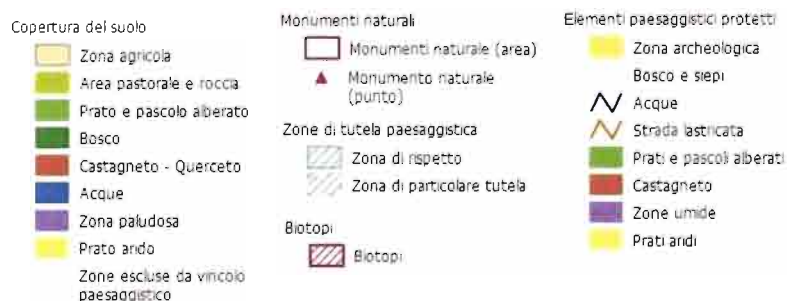 Copertura del suolo
Zona agricola
Area pastorale e roccia
Prato e pascolo alberato
Bosco
Castagneto - Querceto
Acque
Zona paludosa
Prato arido
Zone escluse da vincolo
paesaggistico
Monumenti naturali
Monumenti naturale (area)
Monumento naturale
(punto)
Zone di tutela paesaggistica
Zona di rispetto
Zona di particolare tutela
Biotopi
Biotopi
Elementi paesaggistici protetti
Zona archeologica
Bosco e siepi
Acque
Strada lastricata
Prati e pascoli alberati
Castagneto
Zone umide
Prati aridi